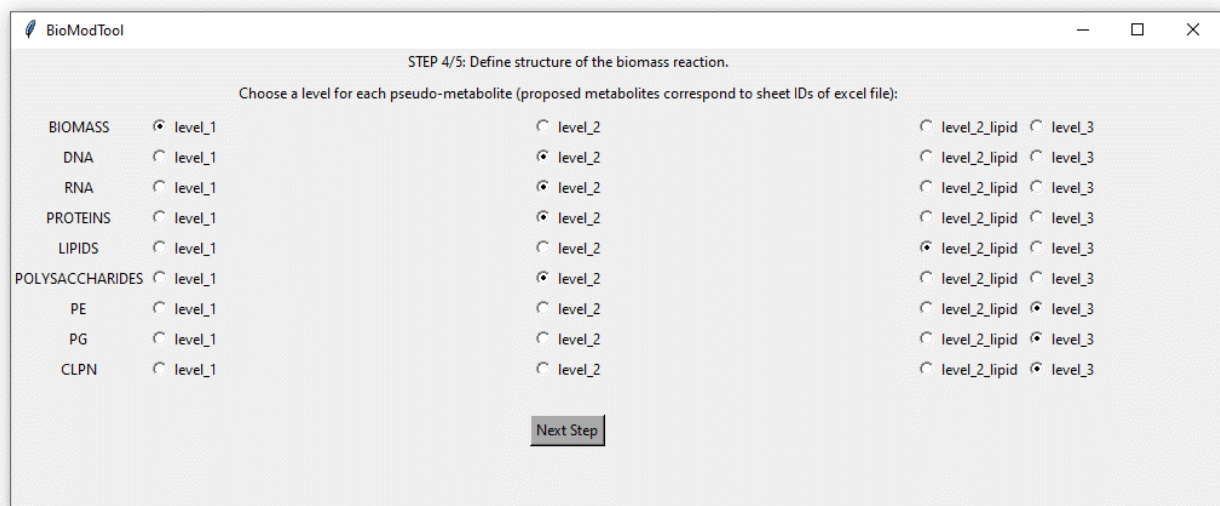 BioModTool
STEP 4/5: Define structure of the biomass reaction.
Choose a level for each pseudo-metabolite (proposed metabolites correspond to sheet IDs of excel file):
BIOMASS level_1 level_2 level_2_lipid level_3
DNA level_1 level_2 level_2_lipid level_3
RNA level_1 level_2 level_2_lipid level_3
PROTEINS level_1 level_2 level_2_lipid level_3
LIPIDS level_1 level_2 level_2_lipid level_3
POLYSACCHARIDES level_1 level_2 level_2_lipid level_3
PE level_1 level_2 level_2_lipid level_3
PG level_1 level_2 level_2_lipid level_3
CLPN level_1 level_2 level_2_lipid level_3
Next Step